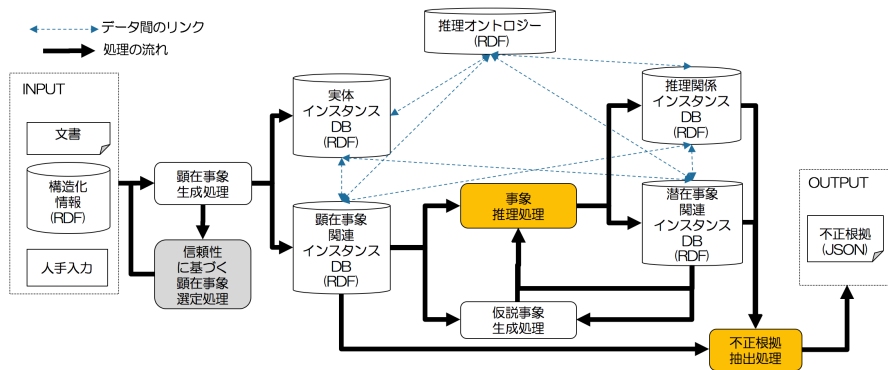 データ間のリンク
処理の流れ
推理オントロジー
(RDF)
INPUT
文書
構造化
情報
(RDF)
人手入力
顕在事象
生成処理
信頼性
に基づく
顕在事象
選定処理
実体
インスタンス
DB
(RDF)
顕在事象
関連
インスタンス
DB
(RDF)
事象
推理処理
仮説事象
生成処理
推理関係
インスタンス
DB
(RDF)
潜在事象
関連
インスタンス
DB
(RDF)
不正根拠
抽出処理
OUTPUT
不正根拠
(JSON)